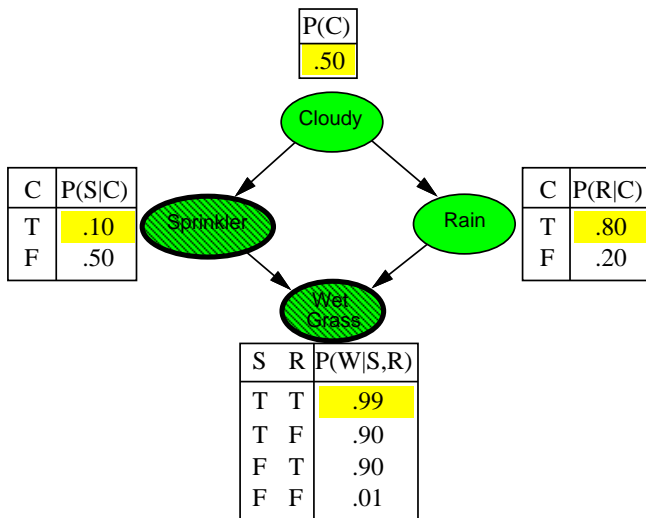 P(C)
.50
Cloudy
C P(S|C)
T .10
F .50
Sprinkler
Rain
C P(R|C)
T .80
F .20
Wet
Grass
S R P(W|S,R)
T T .99
T F .90
F T .90
F F .01